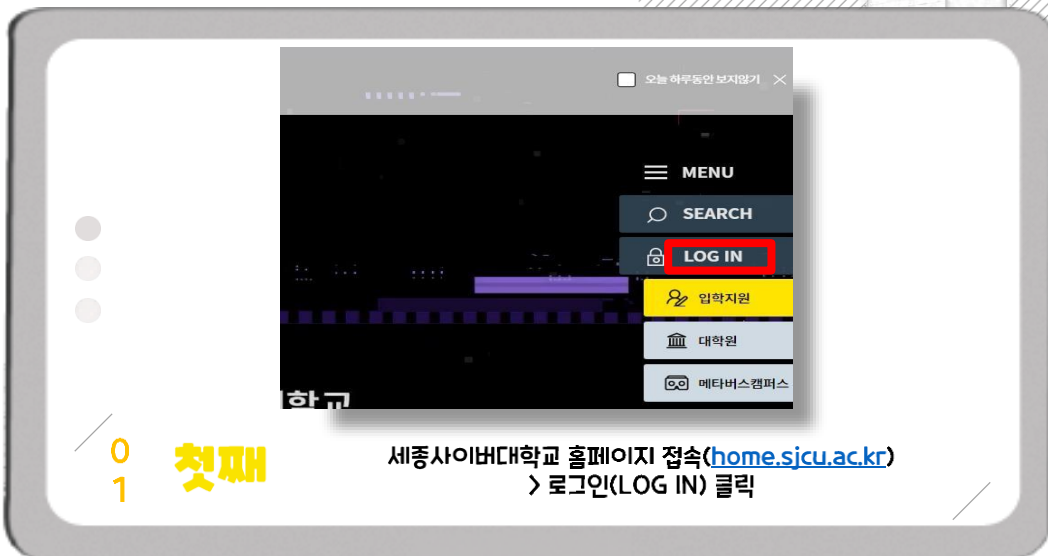 오늘 하루동안 보지않기
MENU
SEARCH
LOG IN
입학지원
대학원
메타버스캠퍼스
학교
01
첫째
세종사이버대학교 홈페이지 접속(home.sjcu.ac.kr)
> 로그인(LOG IN) 클릭